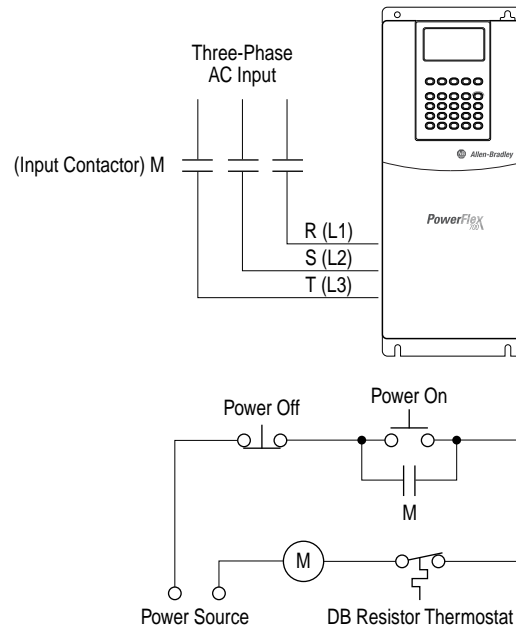 Three-Phase
AC Input
(Input Contactor) M
R (L1)
S (L2)
T (L3)
Allen-Bradley
PowerFlex
700
Power Off
Power On
M
M
Power Source
DB Resistor Thermostat